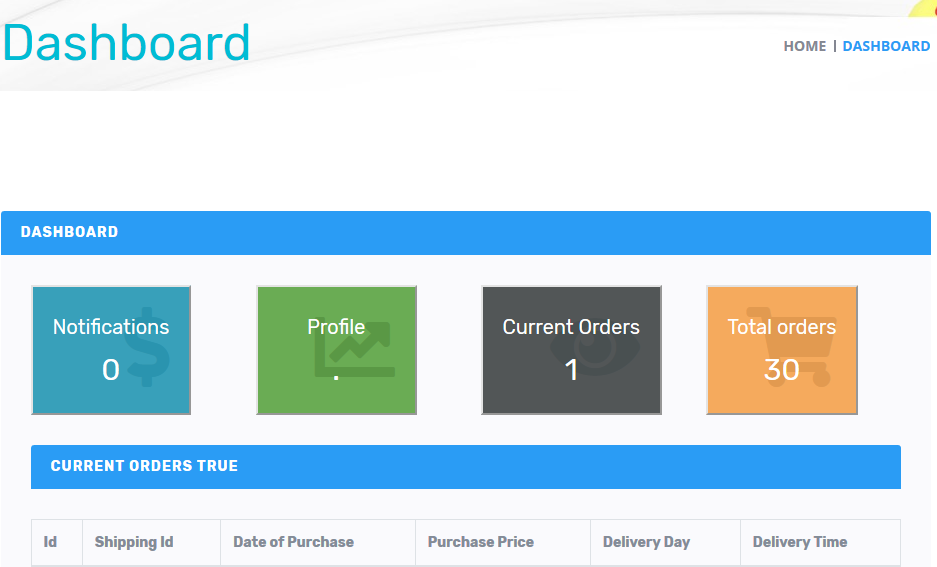 Dashboard
HOME | DASHBOARD
DASHBOARD
Notifications
0
Profile
.
Current Orders
1
Total orders
30
CURRENT ORDERS TRUE
Id Shipping Id Date of Purchase Purchase Price Delivery Day Delivery Time